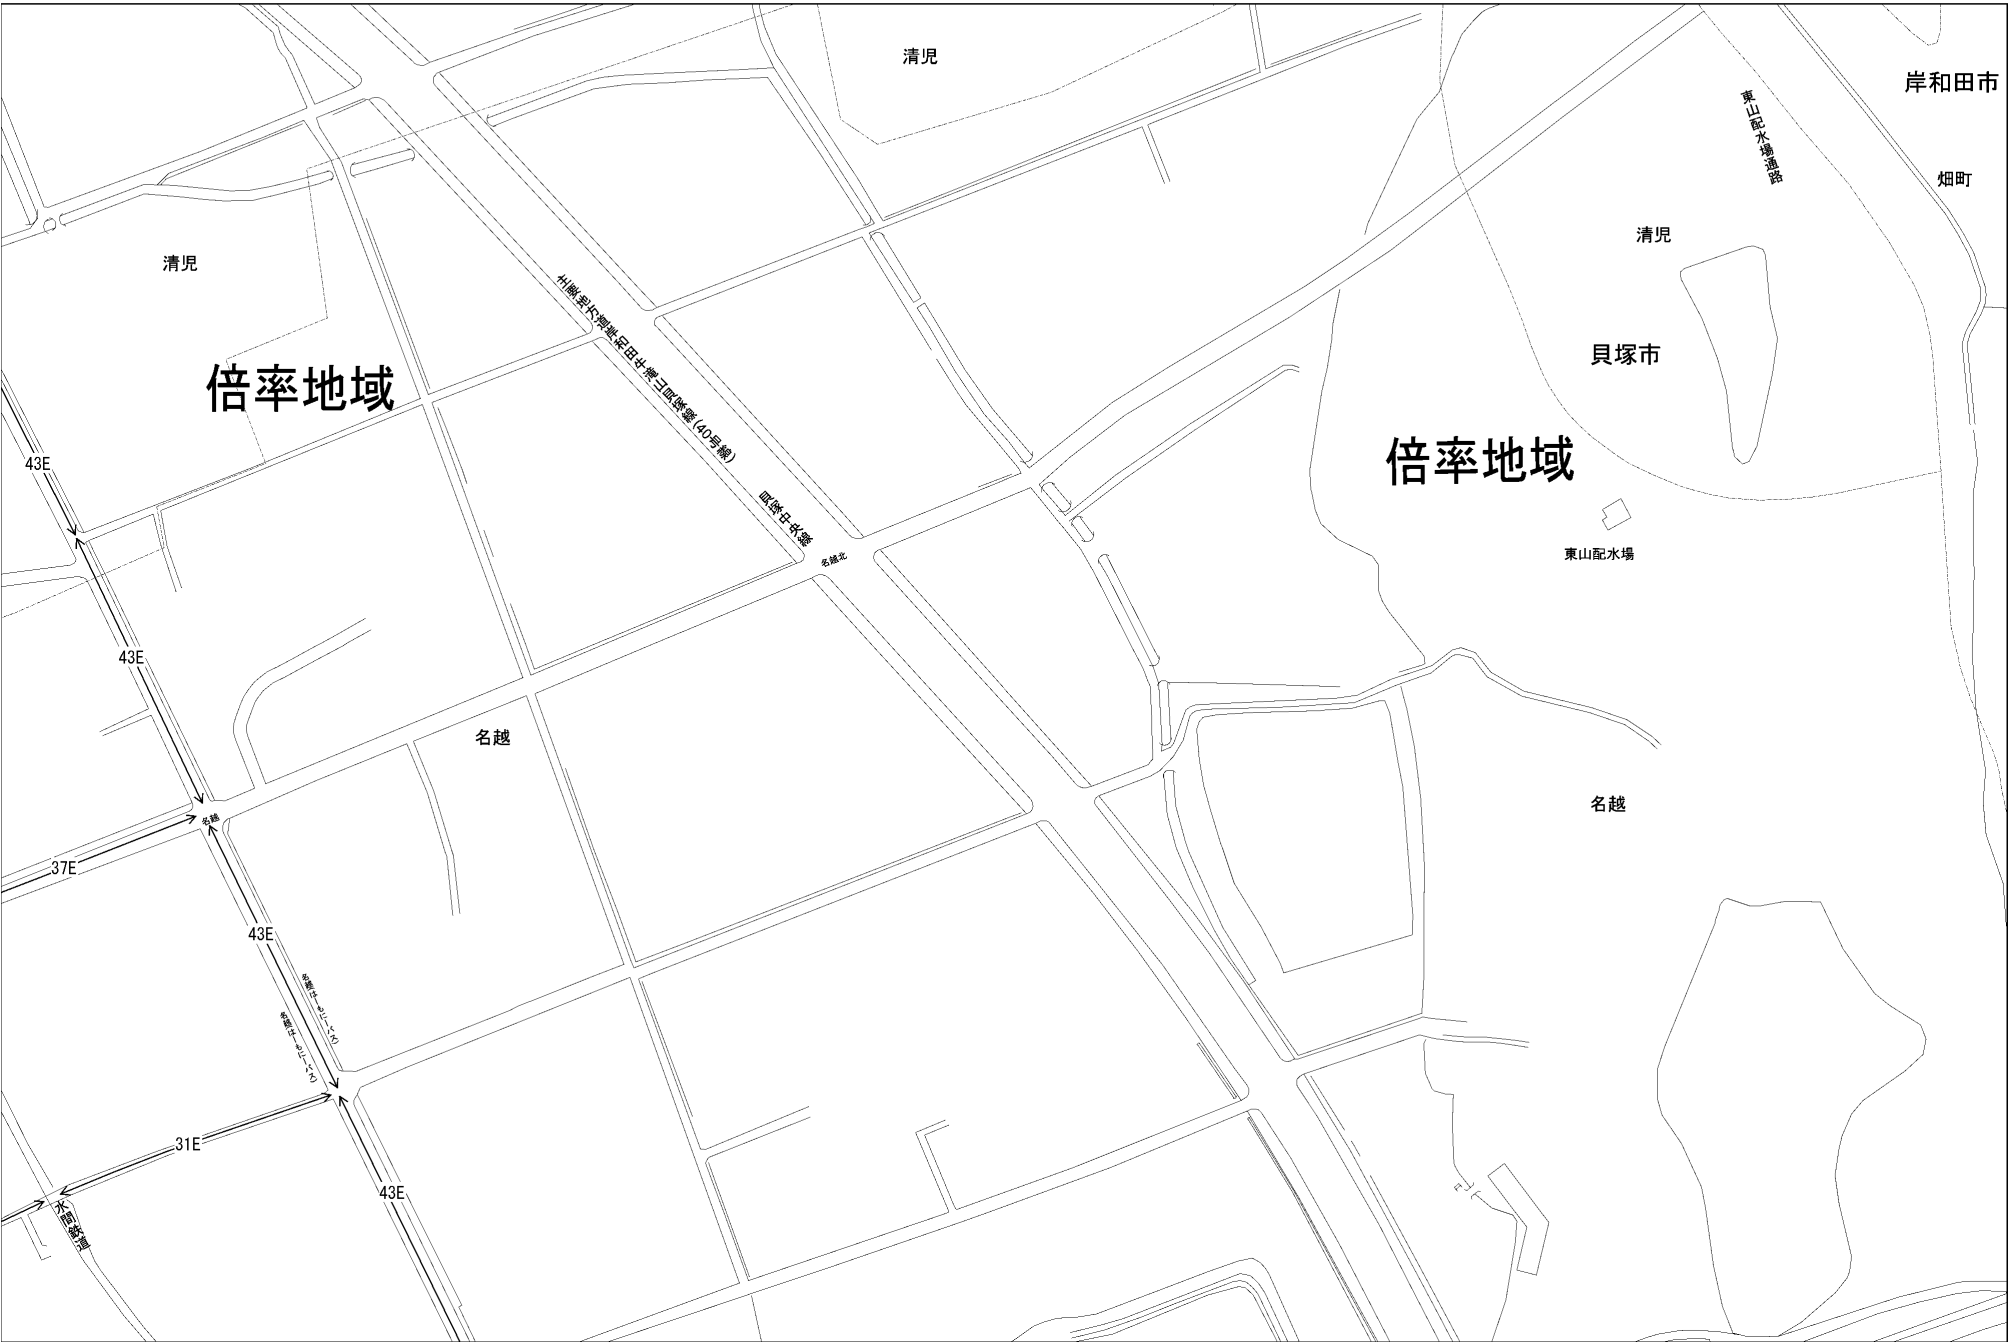 清児
岸和田市
東山配水場通路
畑町
清児
清児
主要地方道岸和田牛滝山貝塚線(40号線)
貝塚市
倍率地域
倍率地域
43E
貝塚中央線
名越北
東山配水場
43E
名越
名越
名越
37E
43E
名越(はーもにーバス)
名越(はーもにーバス)
31E
43E
水間鉄道